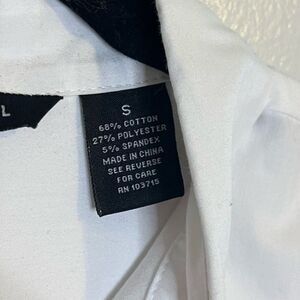 L
S
68% COTTON
27% POLYESTER
5% SPANDEX
MADE IN CHINA
SEE REVERSE
FOR CARE
RN 103715